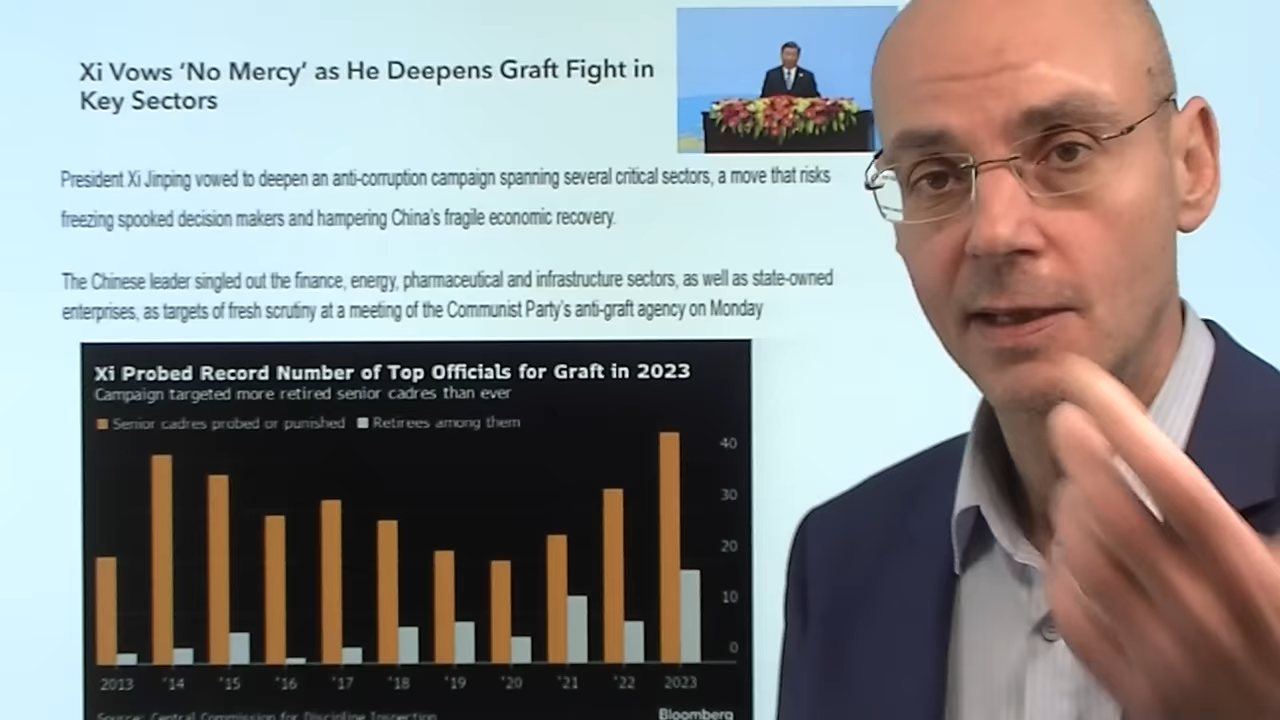 Xi Vows ‘No Mercy’ as He Deepens Graft Fight in
Key Sectors
President Xi Jinping vowed to deepen an anti-corruption campaign spanning several critical sectors, a move that risks
freezing spooked decision makers and hampering China's fragile economic recovery.
The Chinese leader singled out the finance, energy, pharmaceutical and infrastructure sectors, as well as state-owned
enterprises, as targets of fresh scrutiny at a meeting of the Communist Party's anti-graft agency on Monday
Xi Probed Record Number of Top Officials for Graft in 2023
Campaign targeted more retired senior cadres than ever
Senior cadres probed or punished Retirees among them
40
30
20
10
0
2013 '14 '15 '16 '17 '18 '19 '20 '21 '22 2023
Source: Central Commission for Discipline Inspection Bloomberg